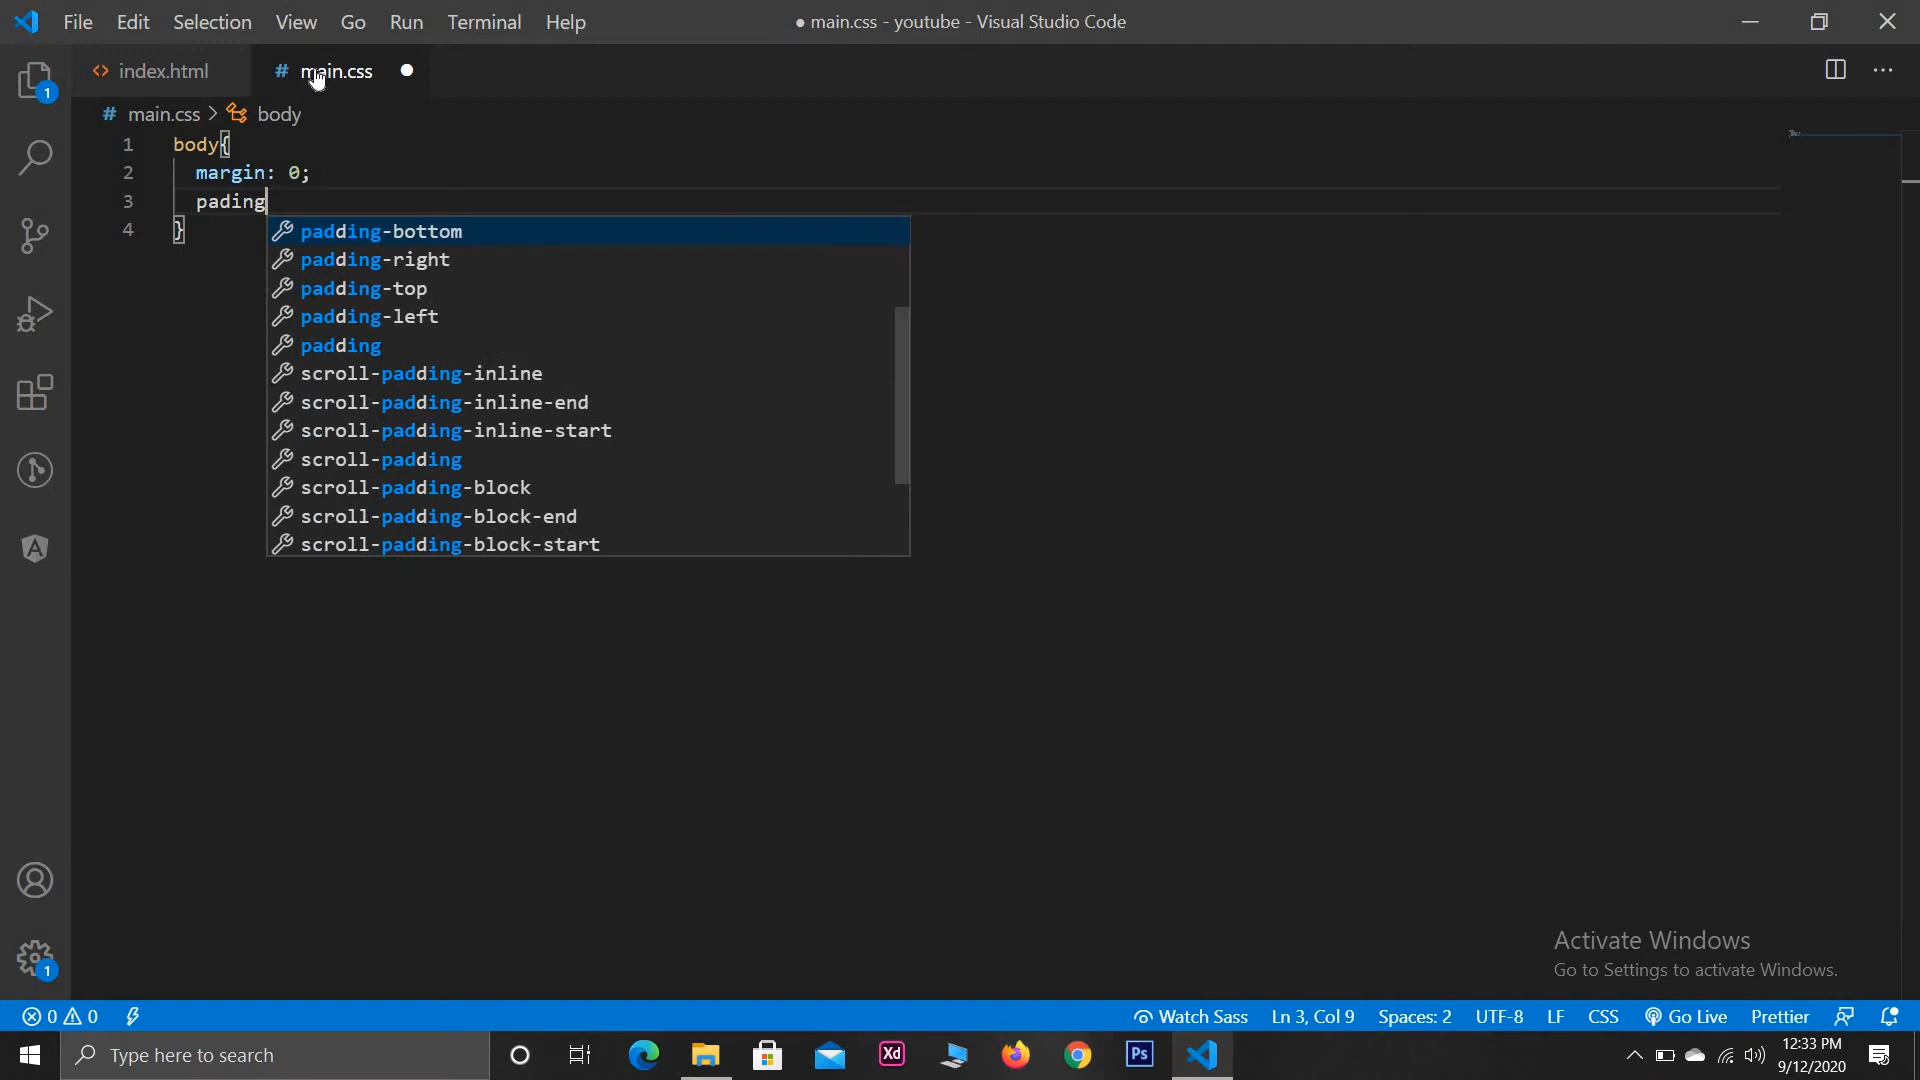 File Edit Selection View Go Run Terminal Help ● main.css - youtube - Visual Studio Code
1 <> index.html # main.css ●
# main.css > body
1 body{
2 margin: 0;
3 pading
4 }
padding-bottom
padding-right
padding-top
padding-left
padding
scroll-padding-inline
scroll-padding-inline-end
scroll-padding-inline-start
scroll-padding
scroll-padding-block
scroll-padding-block-end
scroll-padding-block-start
Activate Windows
Go to Settings to activate Windows.
1
0 0 Watch Sass Ln 3, Col 9 Spaces: 2 UTF-8 LF CSS Go Live Prettier
Type here to search Xd Ps 12:33 PM
9/12/2020